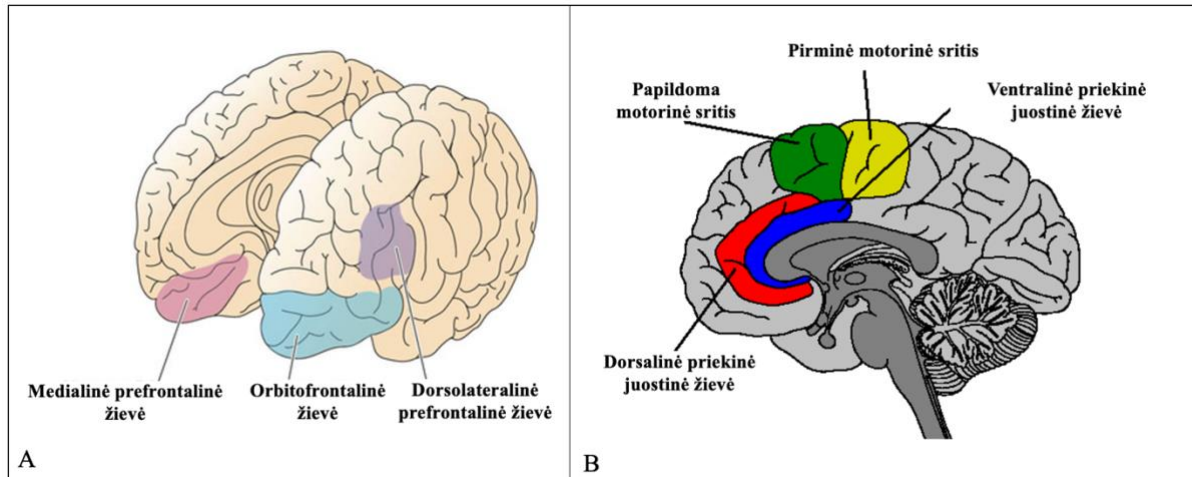 Medialinė prefrontalinė
žievė
Orbitofrontalinė
žievė
Dorsolateralinė
prefrontalinė žievė
A
Pirminė motorinė sritis
Papildoma
motorinė sritis
Ventralinė priekinė
juostinė žievė
Dorsalinė priekinė
juostinė žievė
B